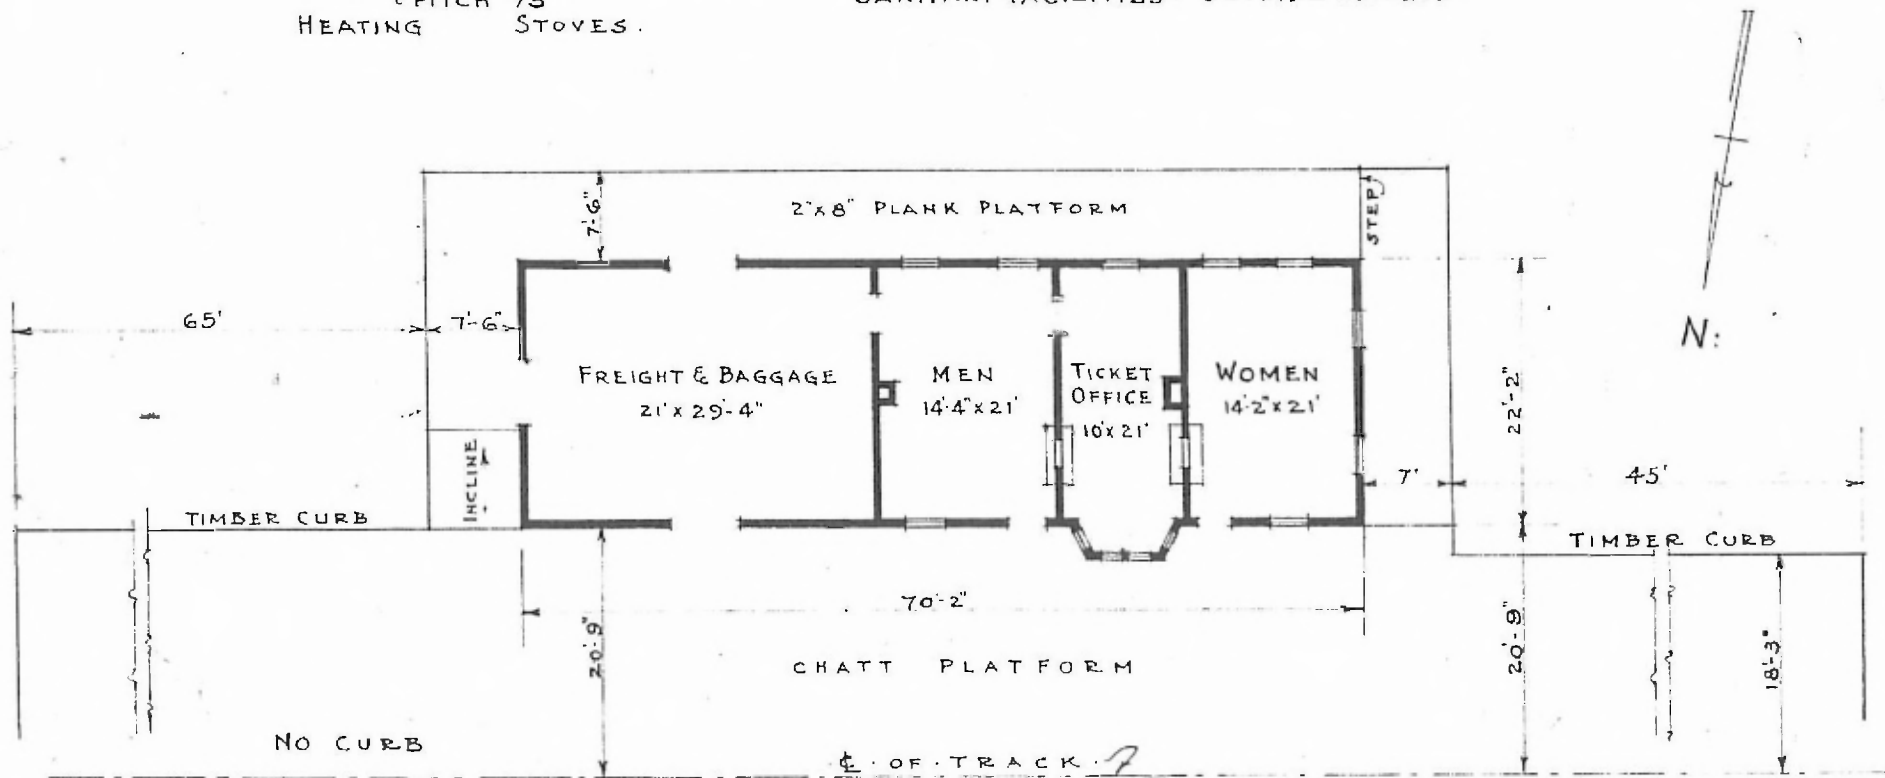 HEATING STOVES.
7'-6"
2"x8" PLANK PLATFORM
STEP
65'
7'-6"
N:
FREIGHT & BAGGAGE
21' x 29'-4"
MEN
14'-4" x 21'
TICKET
OFFICE
10' x 21'
WOMEN
14'-2" x 21'
22'-2"
INCLINE
7'
45'
TIMBER CURB
TIMBER CURB
70'-2"
20'-9"
CHATT PLATFORM
20'-9"
18'-3"
NO CURB
℄ · OF · TRACK ·